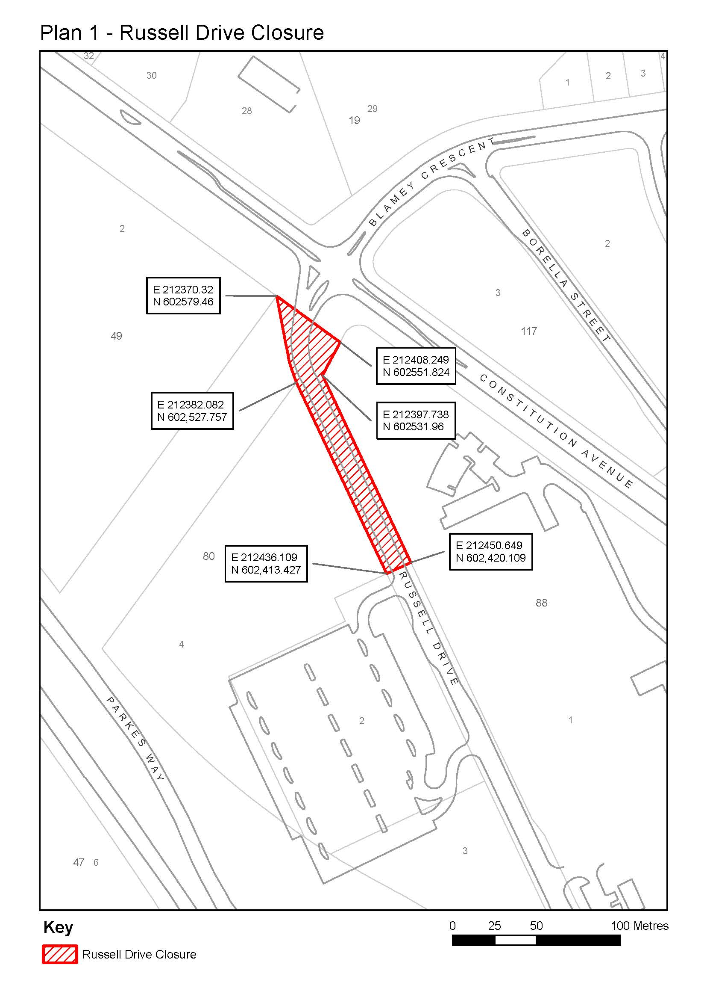 Plan 1 - Russell Drive Closure
32
4
30
1
2
3
28
29
19
BLAMEY CRESCENT
2
BORELLA STREET
2
E 212370.32
N 602579.46
3
49
117
E 212408.249
N 602551.824
CONSTITUTION AVENUE
E 212382.082
N 602,527.757
E 212397.738
N 602531.96
80
E 212436.109
N 602,413.427
E 212450.649
N 602,420.109
RUSSELL DRIVE
88
4
PARKES WAY
2
1
3
47 6
Key
Russell Drive Closure
0 25 50 100 Metres